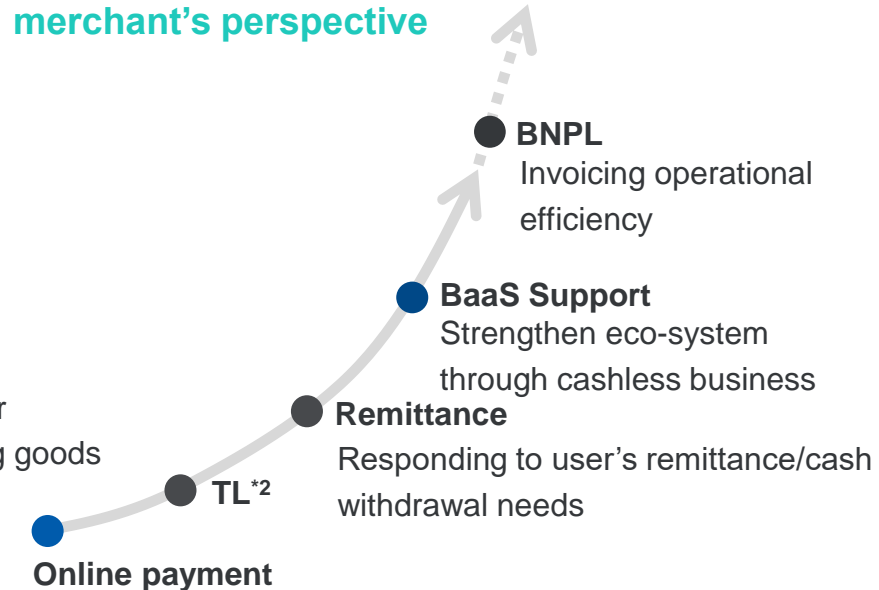 merchant's perspective
BNPL
Invoicing operational
efficiency
BaaS Support
Strengthen eco-system
through cashless business
Remittance
Responding to user's remittance/cash
withdrawal needs
goods
TL*2
Online payment